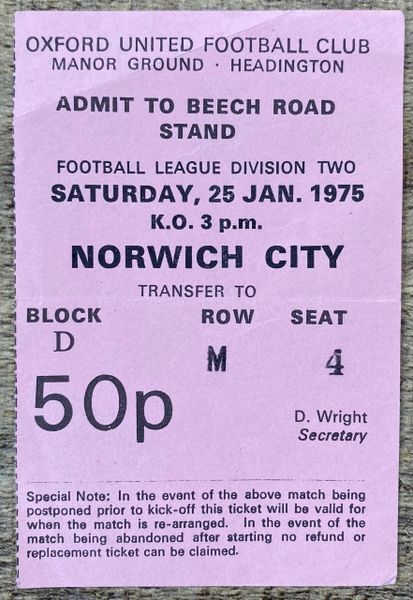 OXFORD UNITED FOOTBALL CLUB
MANOR GROUND · HEADINGTON
ADMIT TO BEECH ROAD
STAND
FOOTBALL LEAGUE DIVISION TWO
SATURDAY, 25 JAN. 1975
K.O. 3 p.m.
NORWICH CITY
TRANSFER TO
BLOCK ROW SEAT
D M 4
50p
D. Wright
Secretary
Special Note: In the event of the above match being
postponed prior to kick-off this ticket will be valid for
when the match is re-arranged. In the event of the
match being abandoned after starting no refund or
replacement ticket can be claimed.